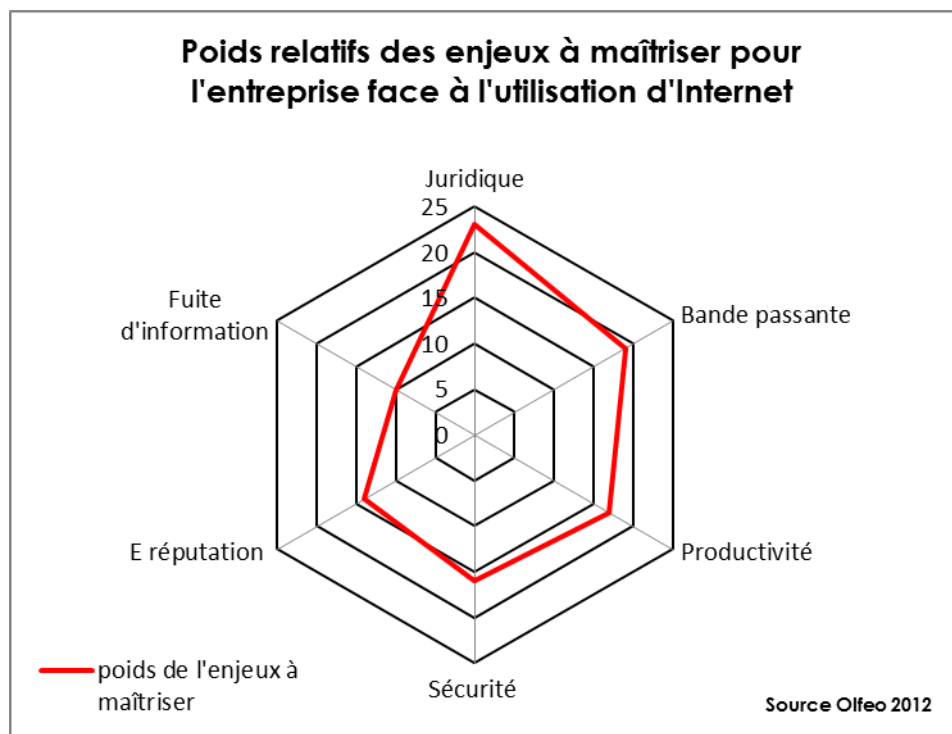 Poids relatifs des enjeux à maîtriser pour
l'entreprise face à l'utilisation d'Internet
Juridique
25
20
15
10
5
0
Bande passante
Productivité
Sécurité
E réputation
Fuite
d'information
poids de l'enjeux à
maîtriser
Source Olfeo 2012